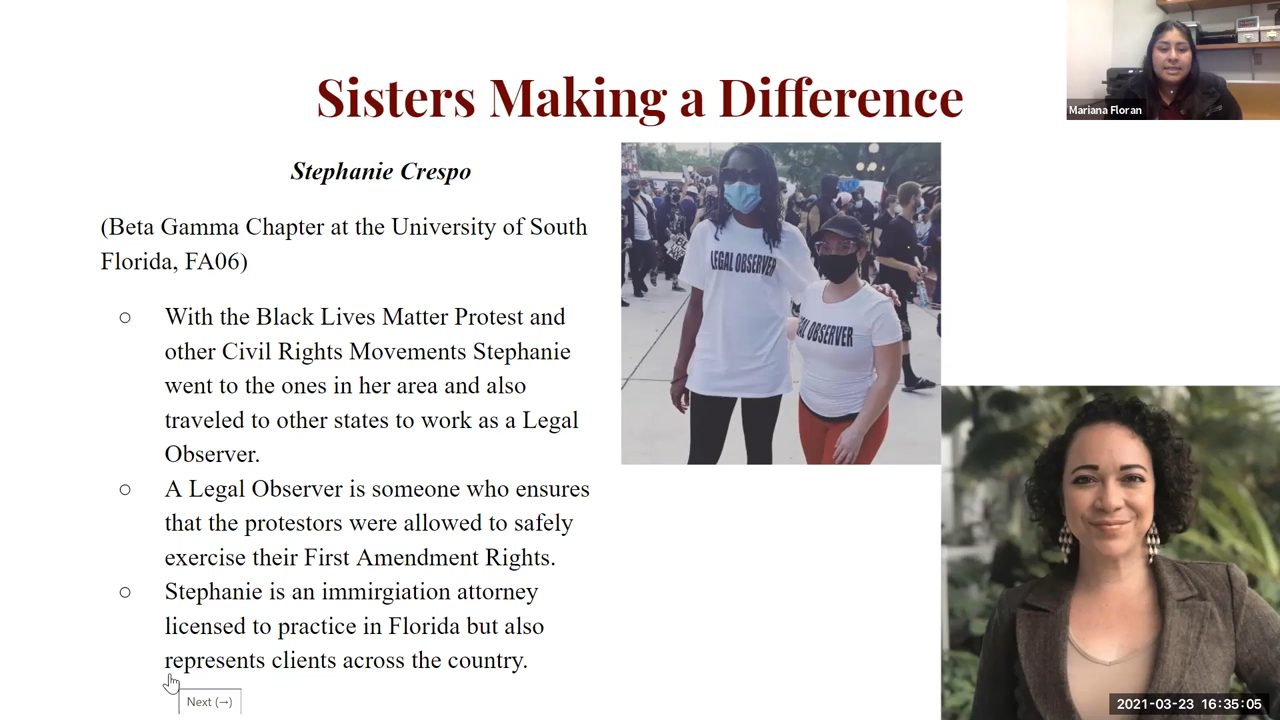 Sisters Making a Difference
Mariana Floran
Stephanie Crespo
(Beta Gamma Chapter at the University of South
Florida, FA06)
○ With the Black Lives Matter Protest and
other Civil Rights Movements Stephanie
went to the ones in her area and also
traveled to other states to work as a Legal
Observer.
○ A Legal Observer is someone who ensures
that the protestors were allowed to safely
exercise their First Amendment Rights.
○ Stephanie is an immirgiation attorney
licensed to practice in Florida but also
represents clients across the country.
Next (→)
LEGAL OBSERVER
AL OBSERVER
2021-03-23 16:35:05